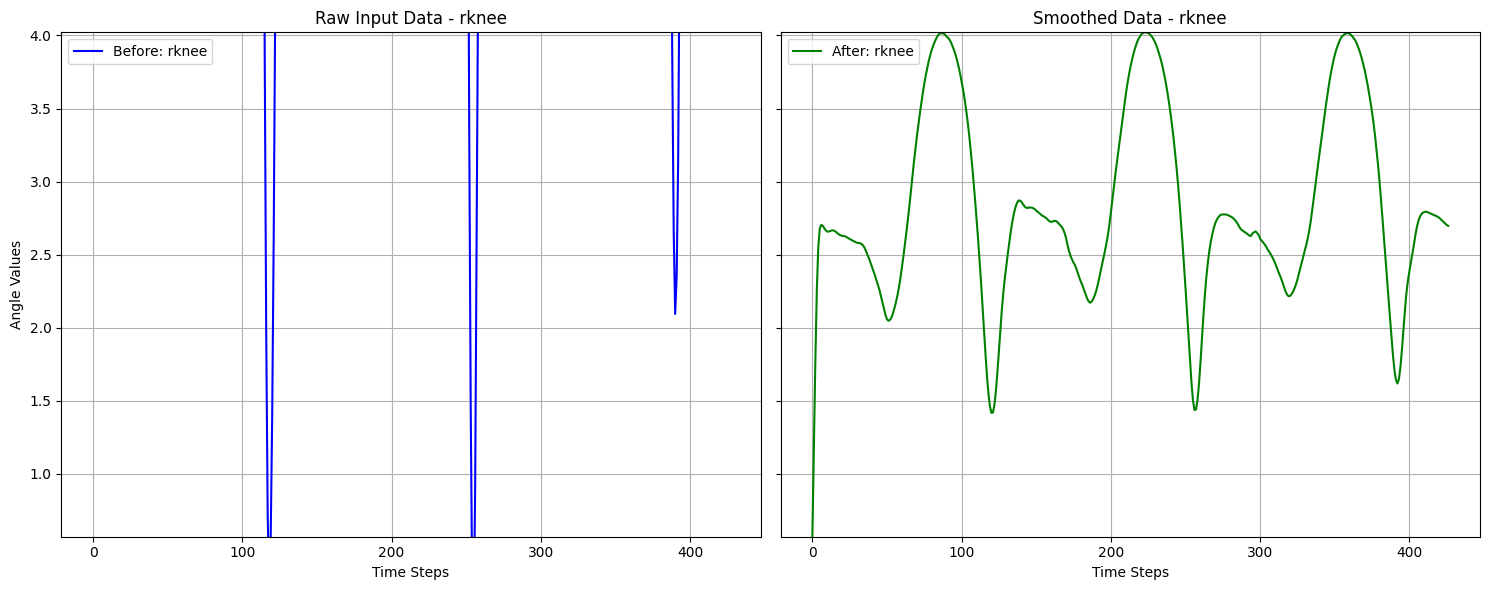 Raw Input Data - rknee
Before: rknee
4.0
3.5
3.0
2.5
2.0
1.5
1.0
Angle Values
0 100 200 300 400
Time Steps
Smoothed Data - rknee
After: rknee
0 100 200 300 400
Time Steps